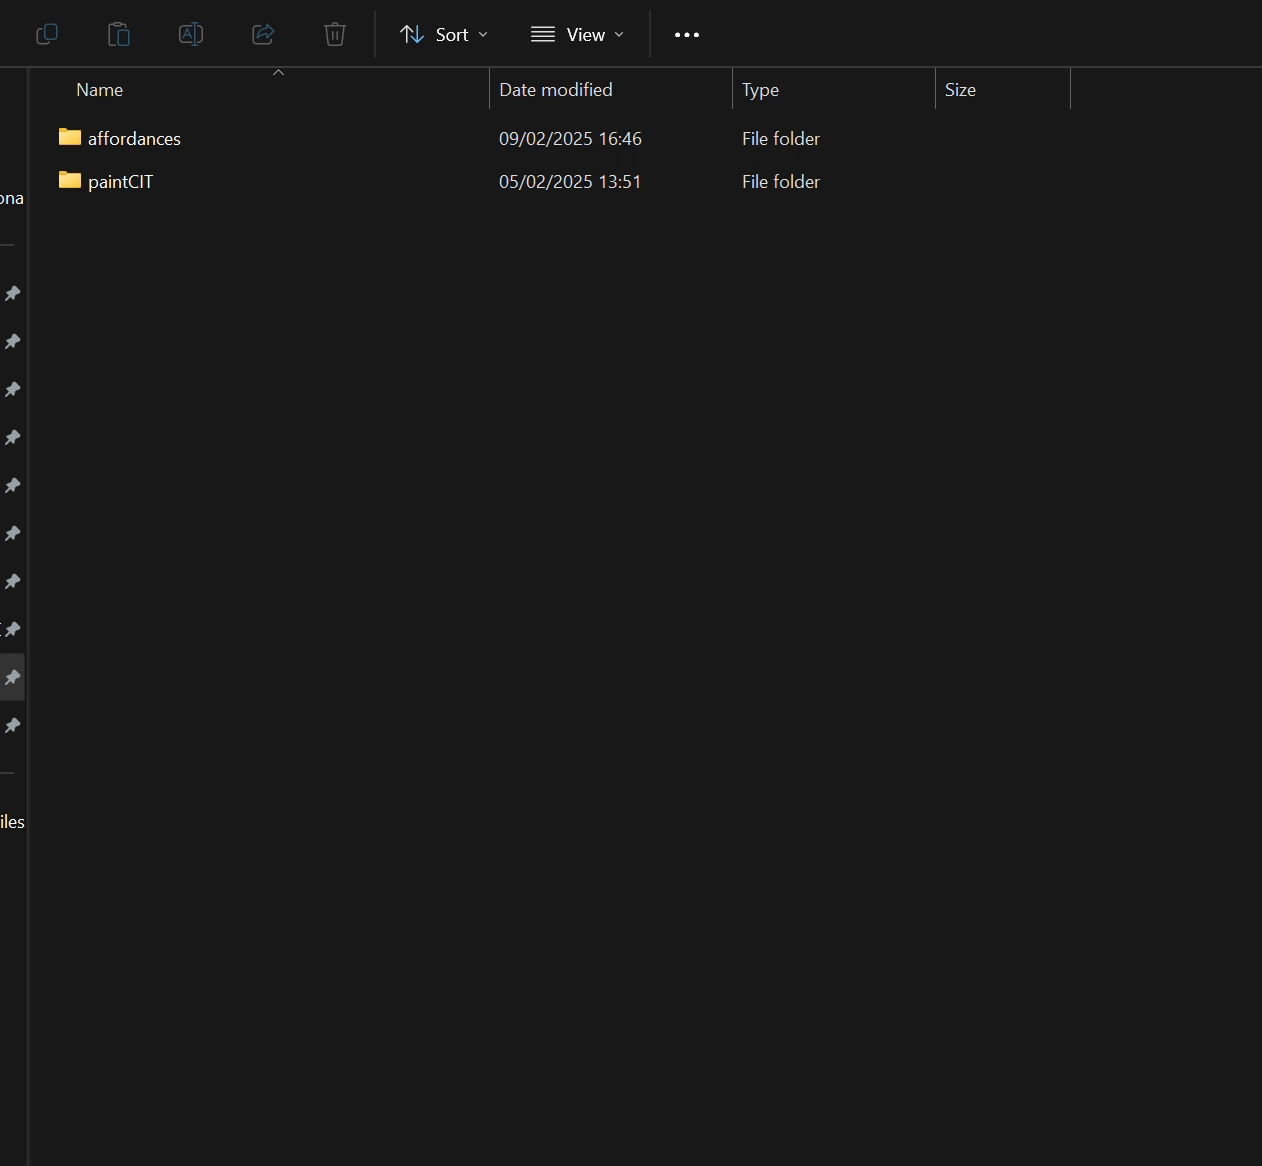 Sort View
Name Date modified Type Size
affordances 09/02/2025 16:46 File folder
paintCIT 05/02/2025 13:51 File folder
ona
iles